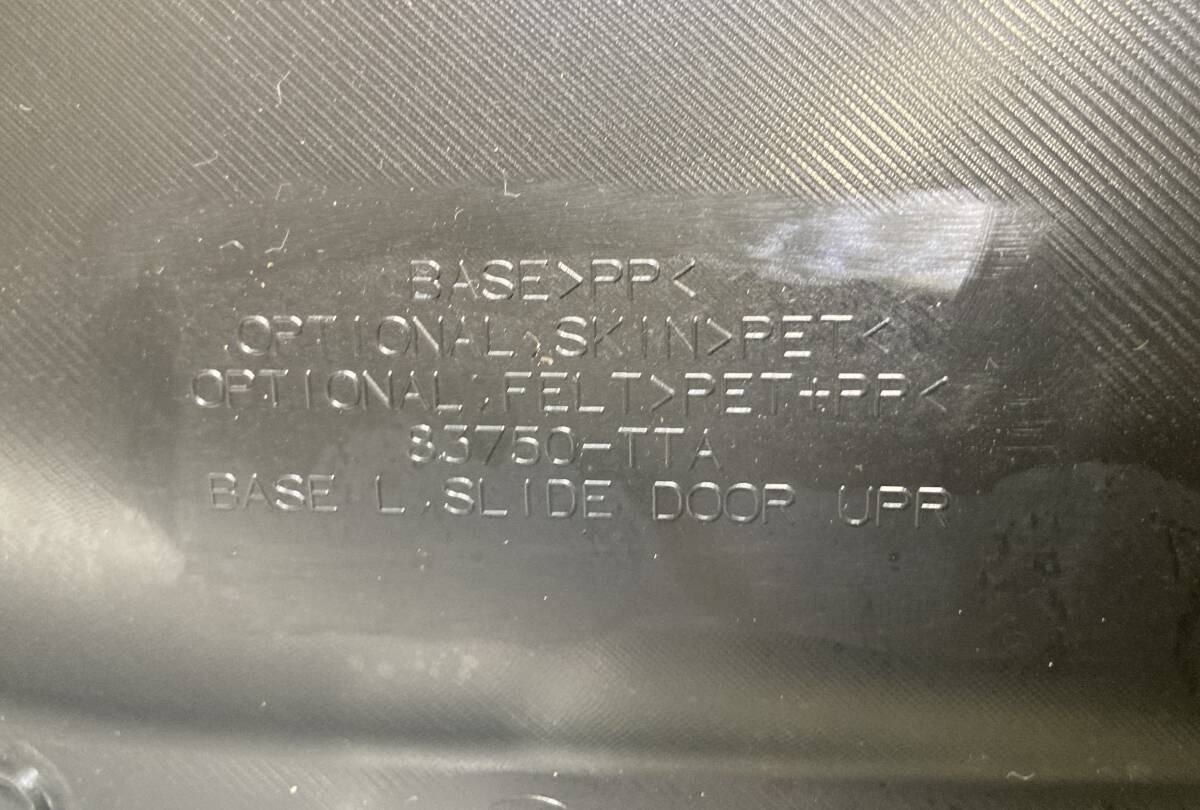 BASE>PP<
OPTIONAL;SKIN>PET<
OPTIONAL;FELT>PET+PP<
83750-TTA
BASE L,SLIDE DOOR UPR